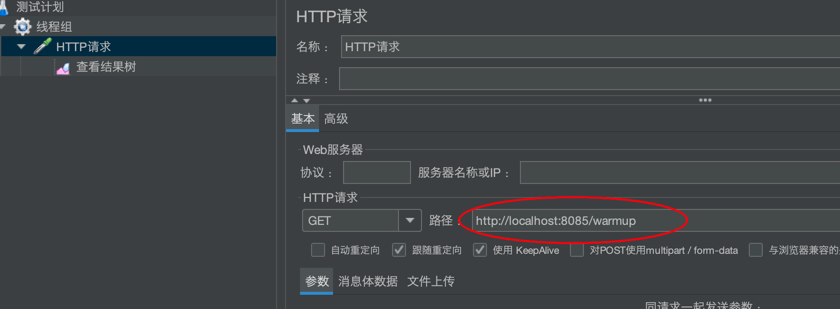 测试计划
线程组
HTTP请求
查看结果树
HTTP请求
名称： HTTP请求
注释：
基本 高级
Web服务器
协议： 服务器名称或IP：
HTTP请求
GET 路径： http://localhost:8085/warmup
自动重定向 跟随重定向 使用 KeepAlive 对POST使用multipart / form-data 与浏览器兼容的
参数 消息体数据 文件上传
同请求一起发送参数：